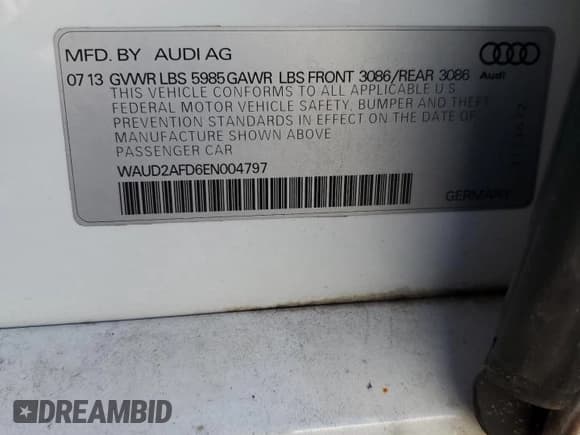 MFD. BY AUDI AG
07 13 GVWR LBS 5985 GAWR LBS FRONT 3086/REAR 3086
Audi
THIS VEHICLE CONFORMS TO ALL APPLICABLE U.S
FEDERAL MOTOR VEHICLE SAFETY, BUMPER AND THEFT
PREVENTION STANDARDS IN EFFECT ON THE DATE OF
MANUFACTURE SHOWN ABOVE
PASSENGER CAR
WAUD2AFD6EN004797
GERMANY
DREAMBID